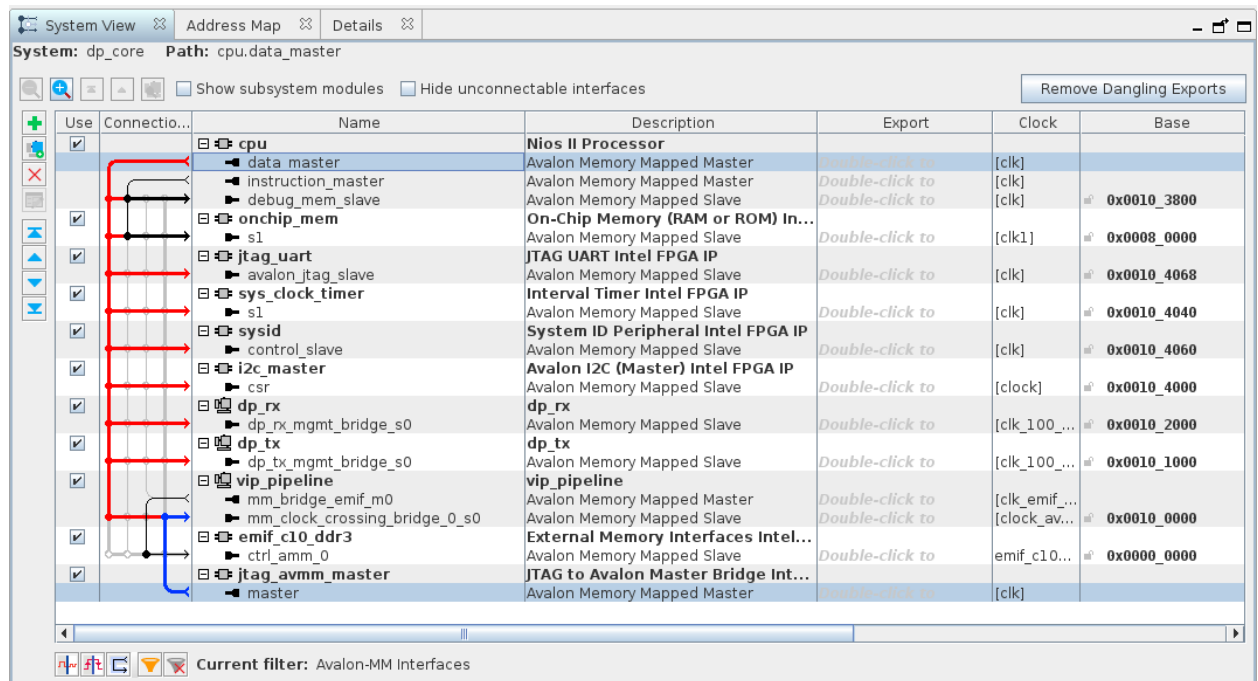 System View Address Map Details
System: dp_core Path: cpu.data_master
Show subsystem modules Hide unconnectable interfaces Remove Dangling Exports
Use Connectio... Name Description Export Clock Base
cpu Nios II Processor
data_master Avalon Memory Mapped Master Double-click to [clk]
instruction_master Avalon Memory Mapped Master Double-click to [clk]
debug_mem_slave Avalon Memory Mapped Slave Double-click to [clk] 0x0010_3800
onchip_mem On-Chip Memory (RAM or ROM) In...
s1 Avalon Memory Mapped Slave Double-click to [clk1] 0x0008_0000
jtag_uart JTAG UART Intel FPGA IP
avalon_jtag_slave Avalon Memory Mapped Slave Double-click to [clk] 0x0010_4068
sys_clock_timer Interval Timer Intel FPGA IP
s1 Avalon Memory Mapped Slave Double-click to [clk] 0x0010_4040
sysid System ID Peripheral Intel FPGA IP
control_slave Avalon Memory Mapped Slave Double-click to [clk] 0x0010_4060
i2c_master Avalon I2C (Master) Intel FPGA IP
csr Avalon Memory Mapped Slave Double-click to [clock] 0x0010_4000
dp_rx dp_rx
dp_rx_mgmt_bridge_s0 Avalon Memory Mapped Slave Double-click to [clk_100_... 0x0010_2000
dp_tx dp_tx
dp_tx_mgmt_bridge_s0 Avalon Memory Mapped Slave Double-click to [clk_100_... 0x0010_1000
vip_pipeline vip_pipeline
mm_bridge_emif_m0 Avalon Memory Mapped Master Double-click to [clk_emif_...
mm_clock_crossing_bridge_0_s0 Avalon Memory Mapped Slave Double-click to [clock_av... 0x0010_0000
emif_c10_ddr3 External Memory Interfaces Intel...
ctrl_amm_0 Avalon Memory Mapped Slave Double-click to emif_c10... 0x0000_0000
jtag_avmm_master JTAG to Avalon Master Bridge Int...
master Avalon Memory Mapped Master Double-click to [clk]
Current filter: Avalon-MM Interfaces